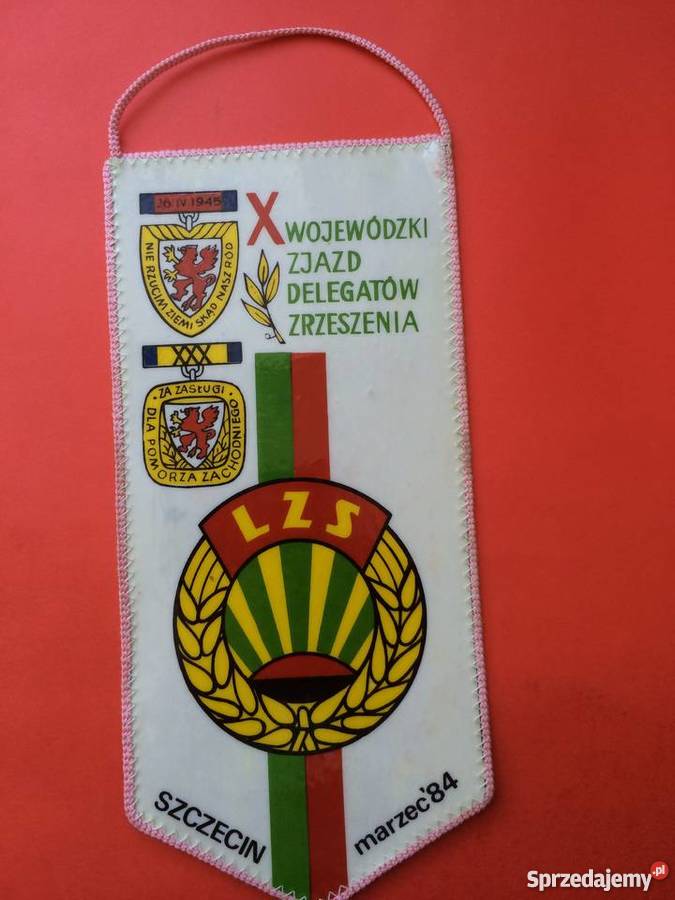 26 IV 1945
NIE RZUCIM ZIEMI SKĄD NASZ RÓD
X WOJEWÓDZKI
ZJAZD
DELEGATÓW
ZRZESZENIA
XXX
· ZA ZASŁUGI ·
DLA POMORZA ZACHODNIEGO
LZS
SZCZECIN
marzec'84
Sprzedajemy.pl